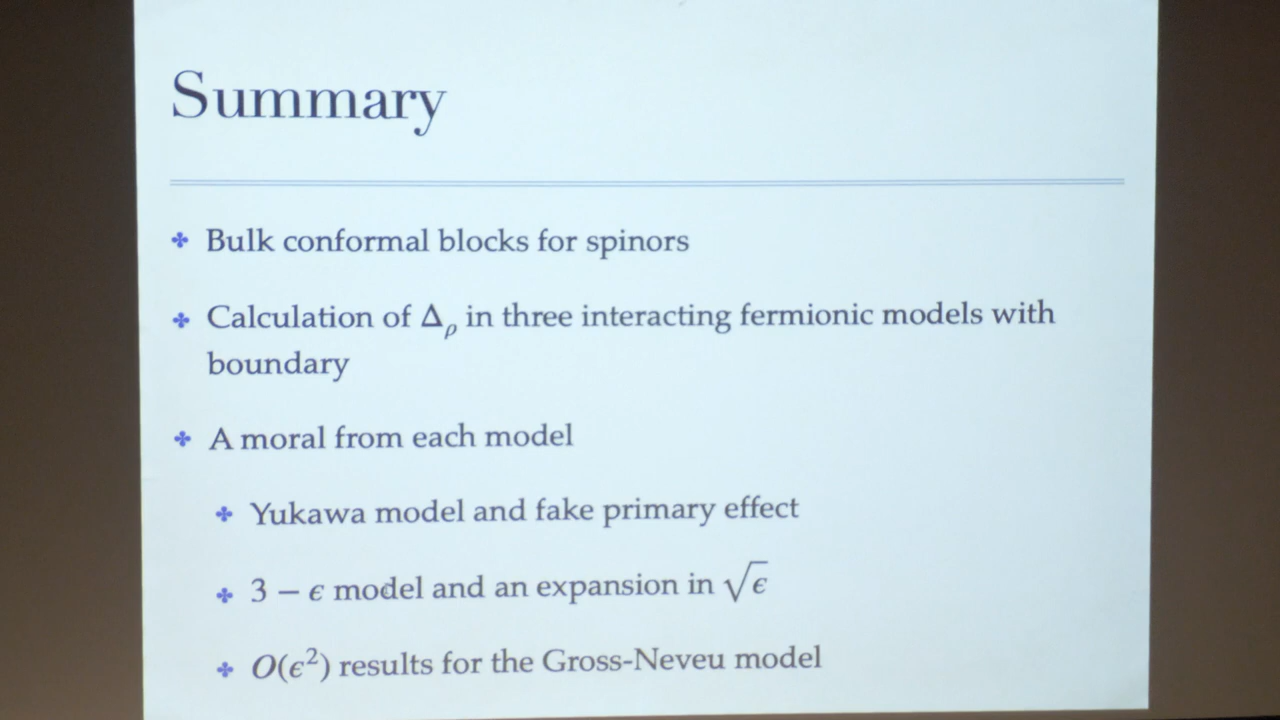 Summary
Bulk conformal blocks for spinors
Calculation of Δρ in three interacting fermionic models with
boundary
A moral from each model
Yukawa model and fake primary effect
3 − ϵ model and an expansion in √ϵ
O(ϵ²) results for the Gross-Neveu model